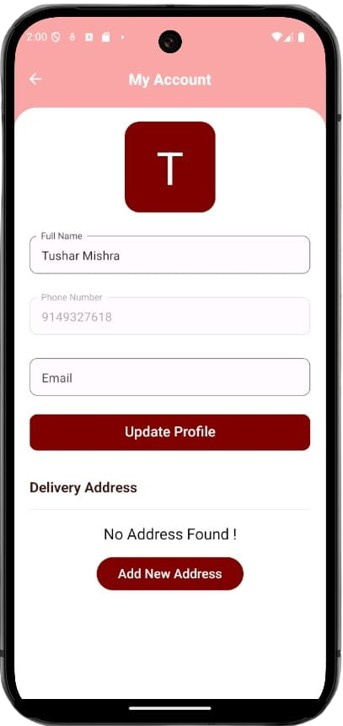 2:00
My Account
T
Full Name
Tushar Mishra
Phone Number
9149327618
Email
Update Profile
Delivery Address
No Address Found !
Add New Address